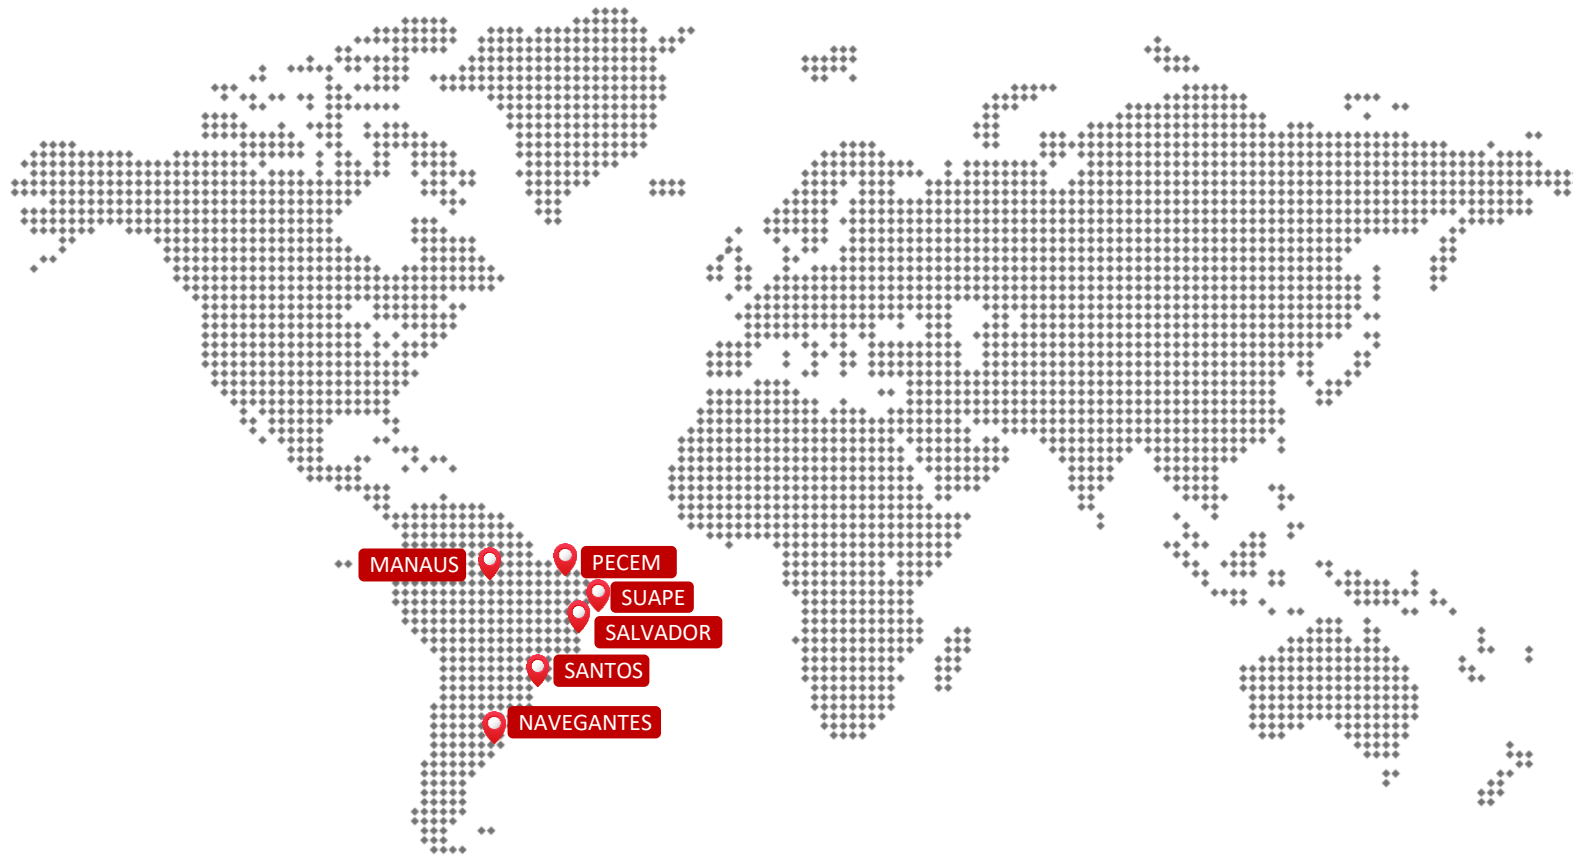 MANAUS
PECEM
SUAPE
SALVADOR
SANTOS
NAVEGANTES